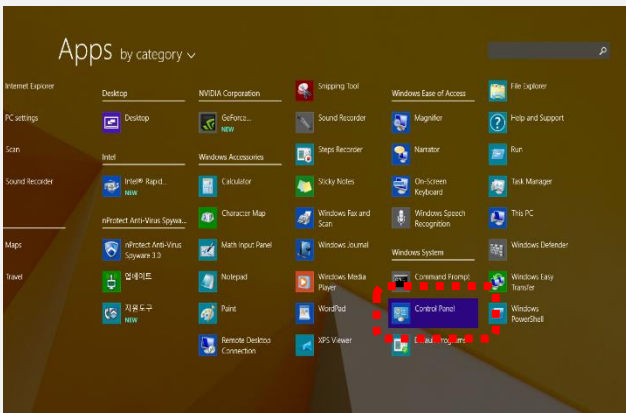 Apps by category
Internet Explorer
PC settings
Scan
Sound Recorder
Maps
Travel
Desktop
Desktop
Intel
Intel® Rapid...
NEW
nProtect Anti-Virus Spywa...
nProtect Anti-Virus
Spyware 3.0
업데이트
지원 도구
NEW
NVIDIA Corporation
GeForce...
NEW
Windows Accessories
Calculator
Character Map
Math Input Panel
Notepad
Paint
Remote Desktop
Connection
Snipping Tool
Sound Recorder
Steps Recorder
Sticky Notes
Windows Fax and
Scan
Windows Journal
Windows Media
Player
WordPad
XPS Viewer
Windows Ease of Access
Magnifier
Narrator
On-Screen
Keyboard
Windows Speech
Recognition
Windows System
Command Prompt
Control Panel
Default Programs
File Explorer
Help and Support
Run
Task Manager
This PC
Windows Defender
Windows Easy
Transfer
Windows
PowerShell